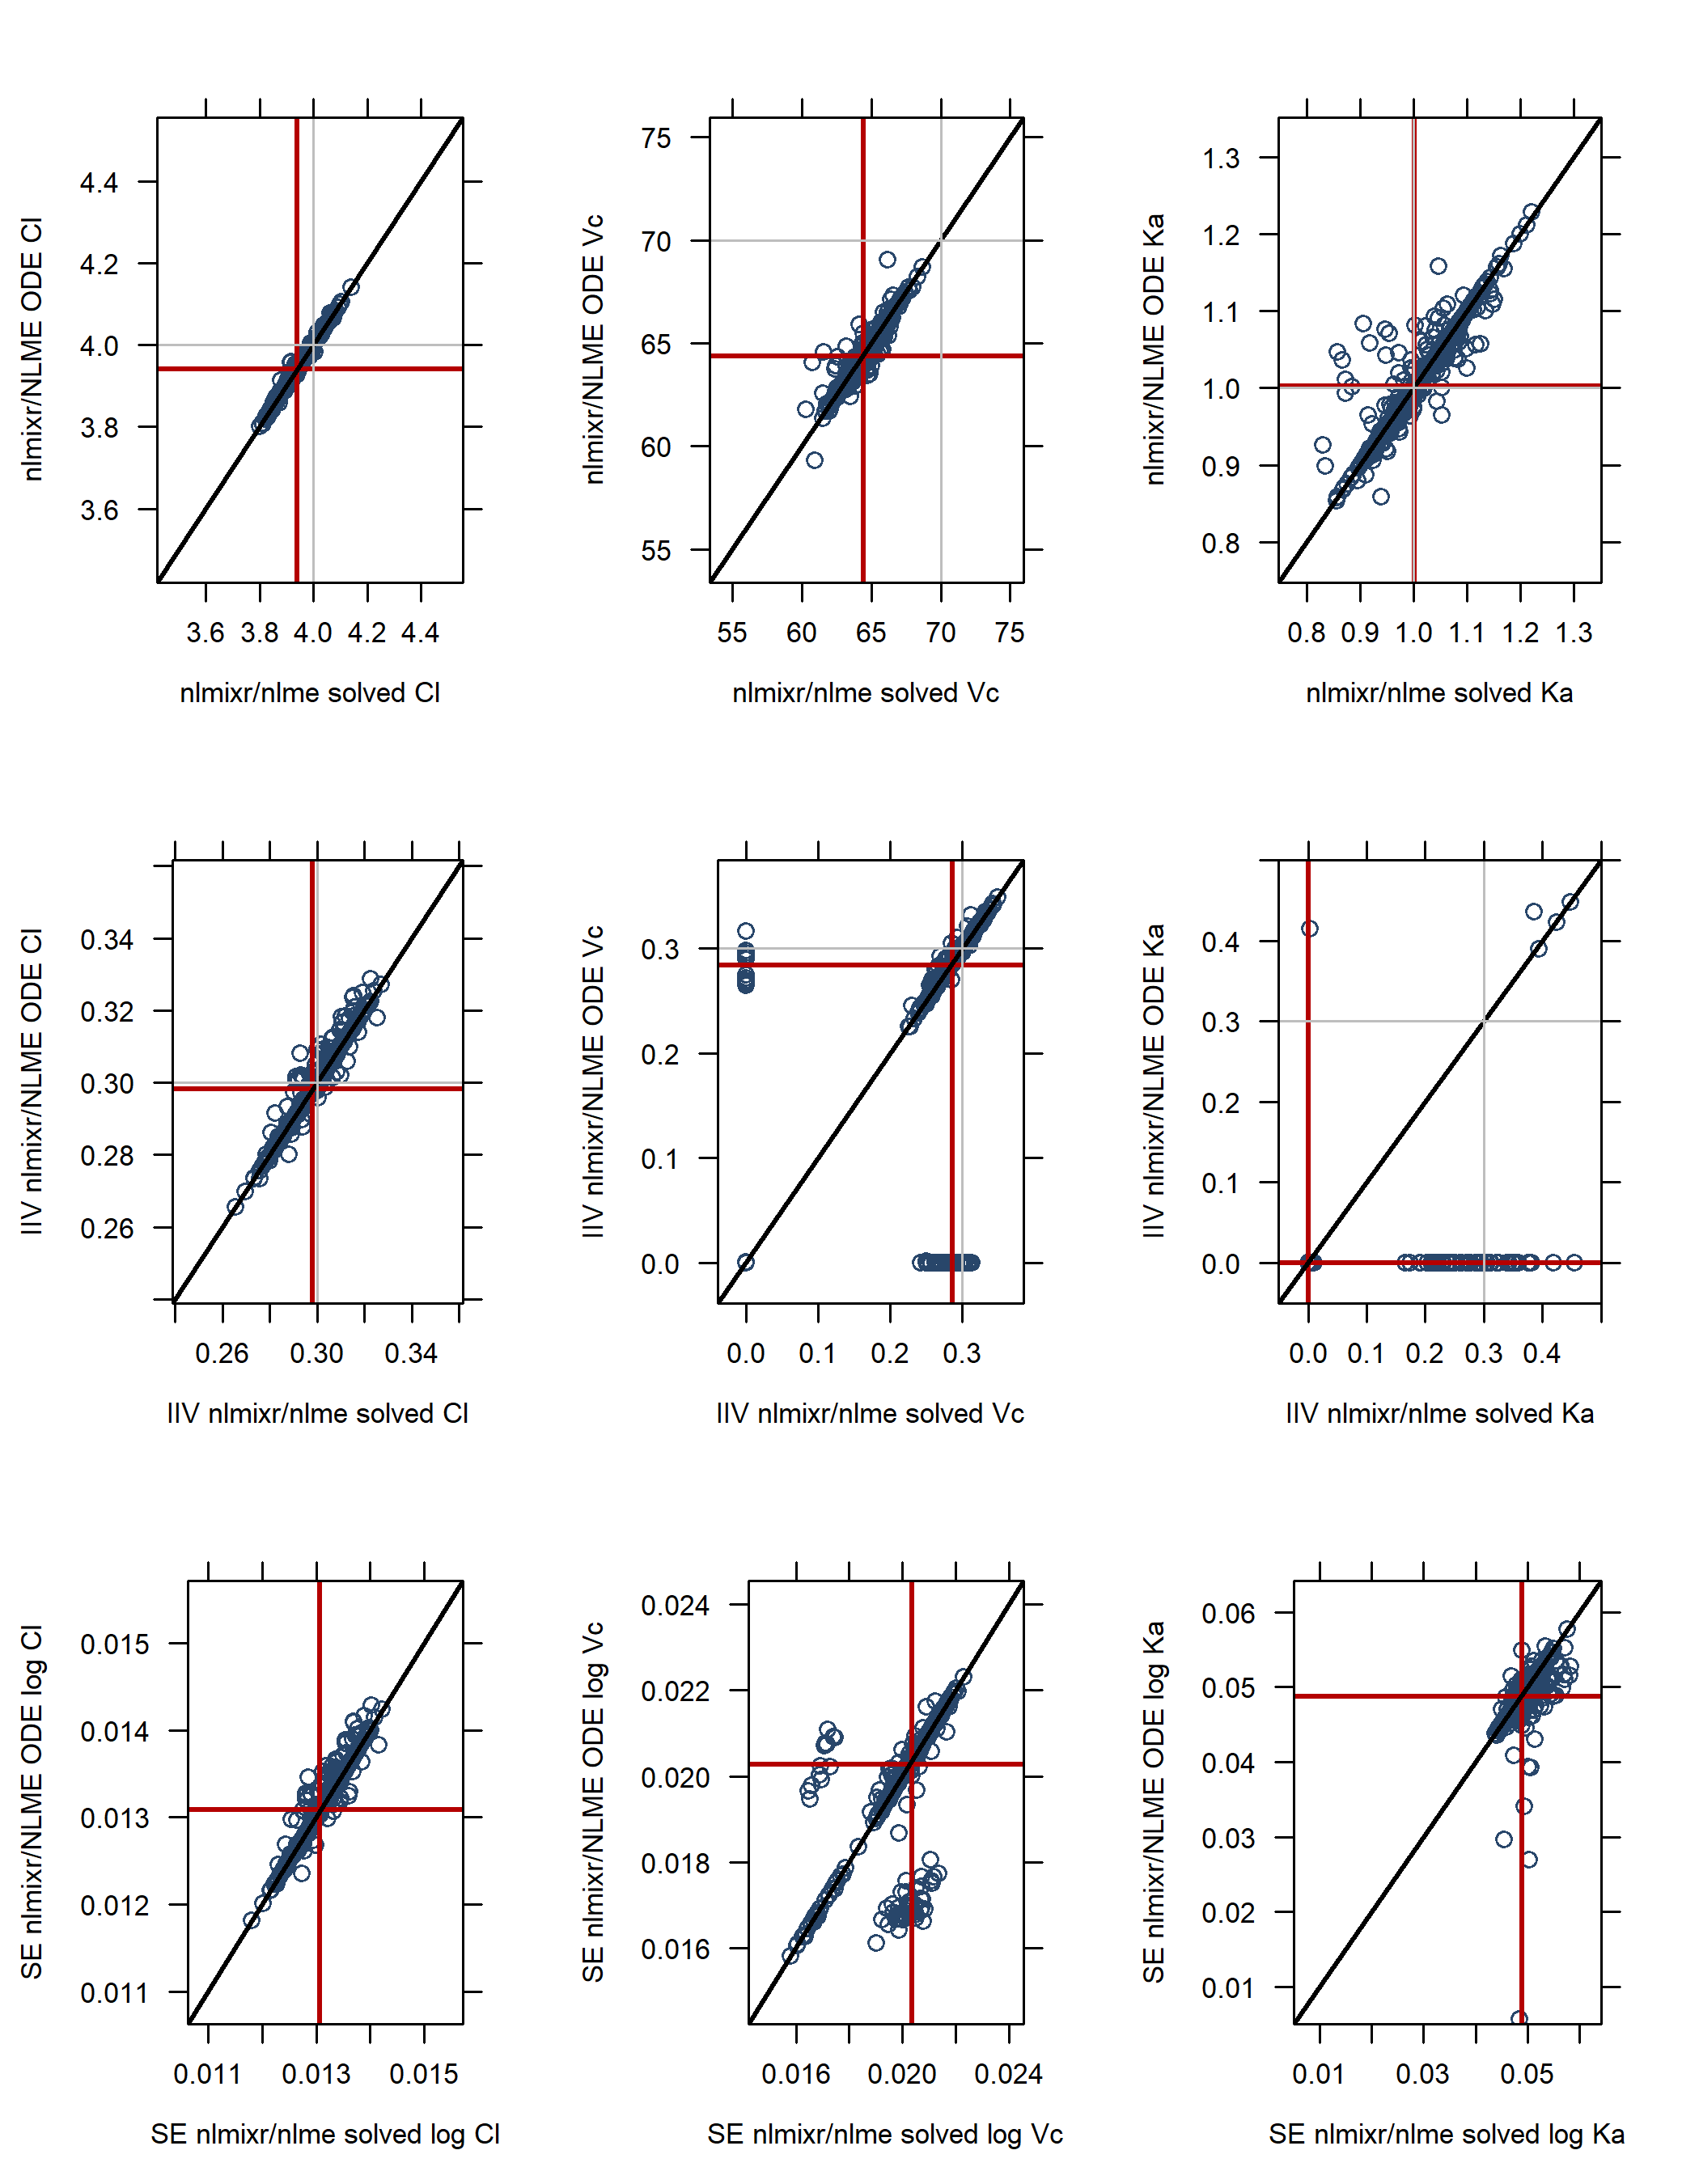 nlmixr/NLME ODE Cl
4.4
4.2
4.0
3.8
3.6
3.6 3.8 4.0 4.2 4.4
nlmixr/nlme solved Cl
nlmixr/NLME ODE Vc
75
70
65
60
55
55 60 65 70 75
nlmixr/nlme solved Vc
nlmixr/NLME ODE Ka
1.3
1.2
1.1
1.0
0.9
0.8
0.8 0.9 1.0 1.1 1.2 1.3
nlmixr/nlme solved Ka
IIV nlmixr/NLME ODE Cl
0.34
0.32
0.30
0.28
0.26
0.26 0.30 0.34
IIV nlmixr/nlme solved Cl
IIV nlmixr/NLME ODE Vc
0.3
0.2
0.1
0.0
0.0 0.1 0.2 0.3
IIV nlmixr/nlme solved Vc
IIV nlmixr/NLME ODE Ka
0.4
0.3
0.2
0.1
0.0
0.0 0.1 0.2 0.3 0.4
IIV nlmixr/nlme solved Ka
SE nlmixr/NLME ODE log Cl
0.015
0.014
0.013
0.012
0.011
0.011 0.013 0.015
SE nlmixr/nlme solved log Cl
SE nlmixr/NLME ODE log Vc
0.024
0.022
0.020
0.018
0.016
0.016 0.020 0.024
SE nlmixr/nlme solved log Vc
SE nlmixr/NLME ODE log Ka
0.06
0.05
0.04
0.03
0.02
0.01
0.01 0.03 0.05
SE nlmixr/nlme solved log Ka